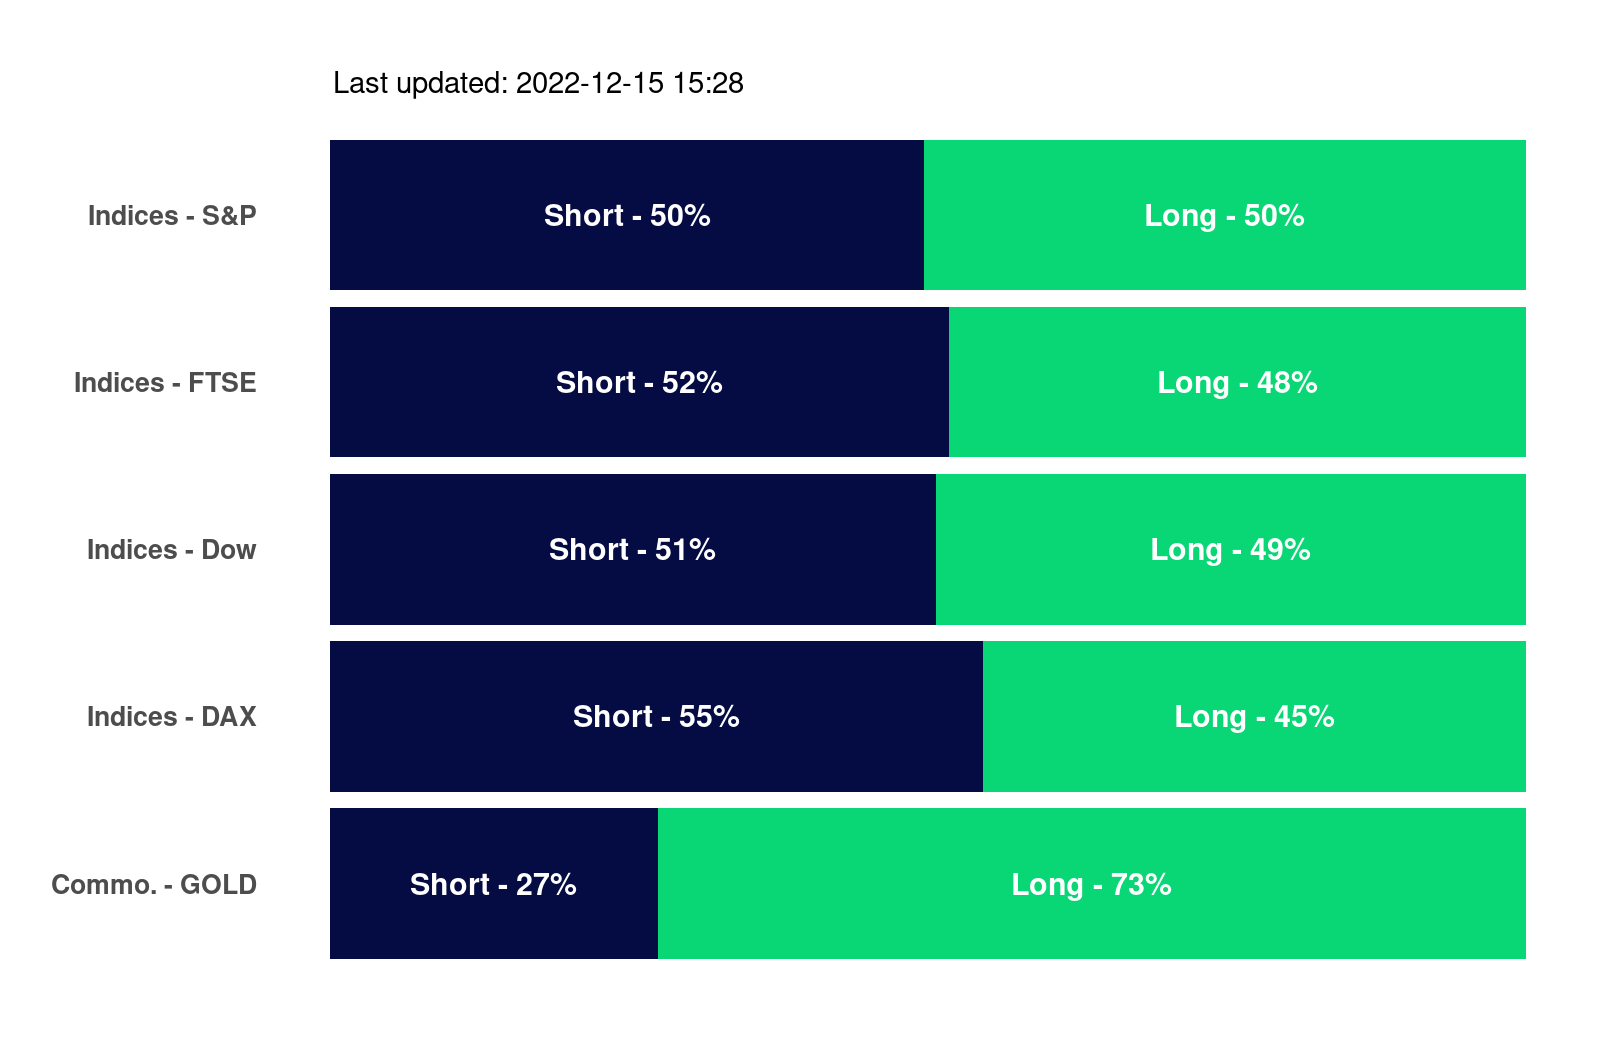 Last updated: 2022-12-15 15:28
Indices - S&P Short - 50% Long - 50%
Indices - FTSE Short - 52% Long - 48%
Indices - Dow Short - 51% Long - 49%
Indices - DAX Short - 55% Long - 45%
Commo. - GOLD Short - 27% Long - 73%